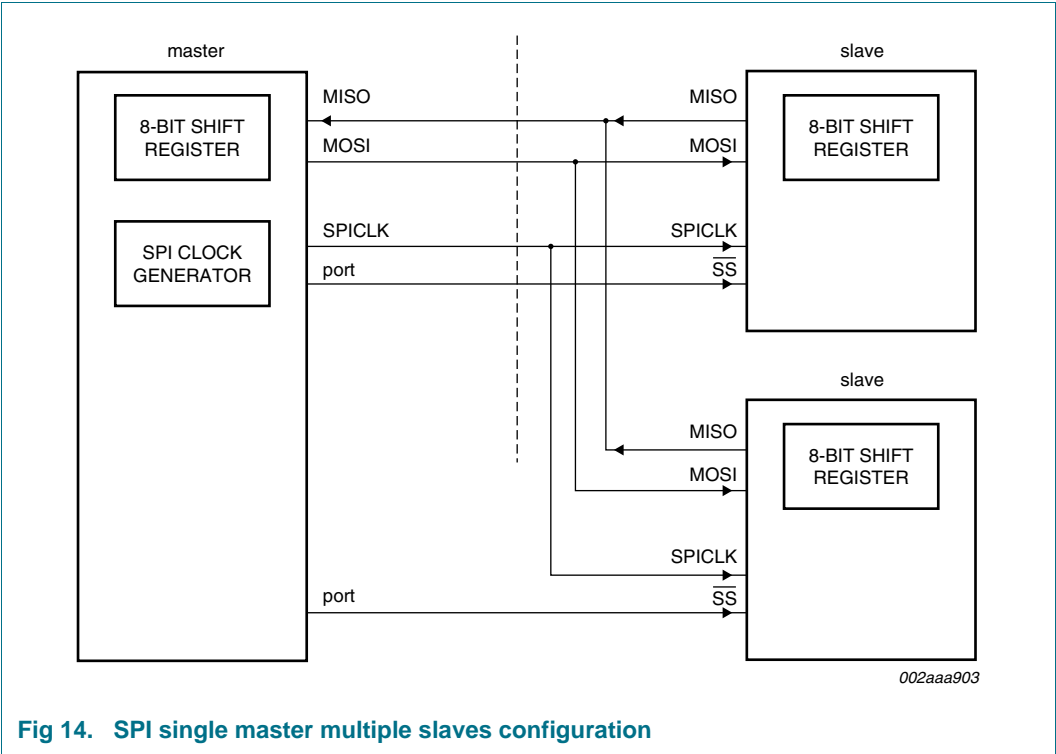 master
slave
MISO
MISO
8-BIT SHIFT
REGISTER
8-BIT SHIFT
REGISTER
MOSI
MOSI
SPICLK
SPICLK
SPI CLOCK
GENERATOR
port
S̅S̅
slave
MISO
8-BIT SHIFT
REGISTER
MOSI
SPICLK
port
S̅S̅
002aaa903
Fig 14. SPI single master multiple slaves configuration